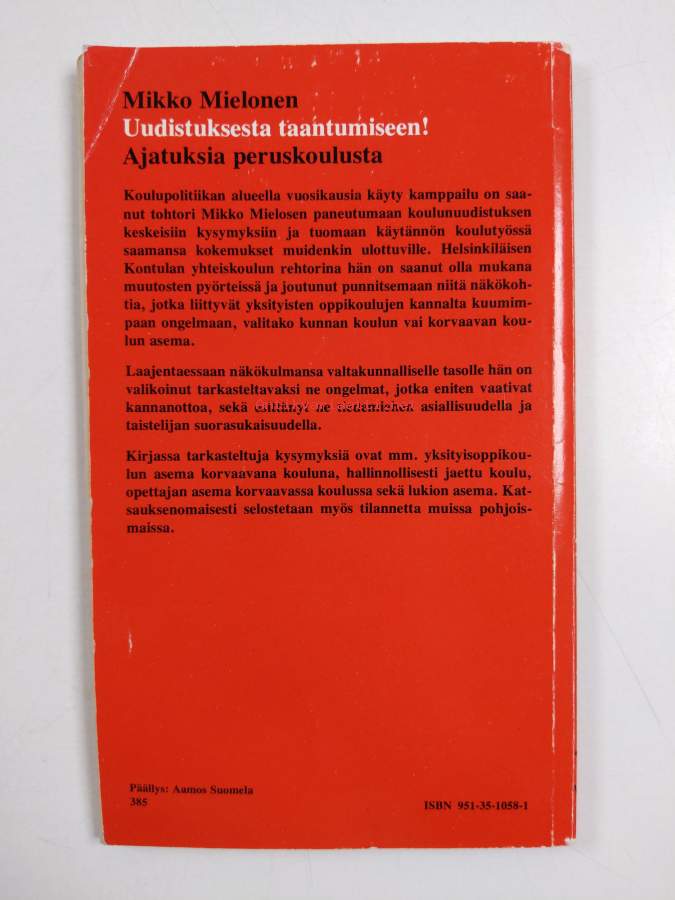 Mikko Mielonen
Uudistuksesta taantumiseen!
Ajatuksia peruskoulusta
Koulupolitiikan alueella vuosikausia käyty kamppailu on saa-
nut tohtori Mikko Mielosen paneutumaan koulunuudistuksen
keskeisiin kysymyksiin ja tuomaan käytännön koulutyössä
saamansa kokemukset muidenkin ulottuville. Helsinkiläisen
Kontulan yhteiskoulun rehtorina hän on saanut olla mukana
muutosten pyörteissä ja joutunut punnitsemaan niitä näkökoh-
tia, jotka liittyvät yksityisten oppikoulujen kannalta kuumim-
paan ongelmaan, valitako kunnan koulun vai korvaavan kou-
lun asema.
Laajentaessaan näkökulmansa valtakunnalliselle tasolle hän on
valikoinut tarkasteltavaksi ne ongelmat, jotka eniten vaativat
kannanottoa, sekä esittänyt ne tiedemiehen asiallisuudella ja
taistelijan suorasukaisuudella.
Kirjassa tarkasteltuja kysymyksiä ovat mm. yksityisoppikou-
lun asema korvaavana kouluna, hallinnollisesti jaettu koulu,
opettajan asema korvaavassa koulussa sekä lukion asema. Kat-
sauksenomaisesti selostetaan myös tilannetta muissa pohjois-
maissa.
Päällys: Aamos Suomela
385
ISBN 951-35-1058-1